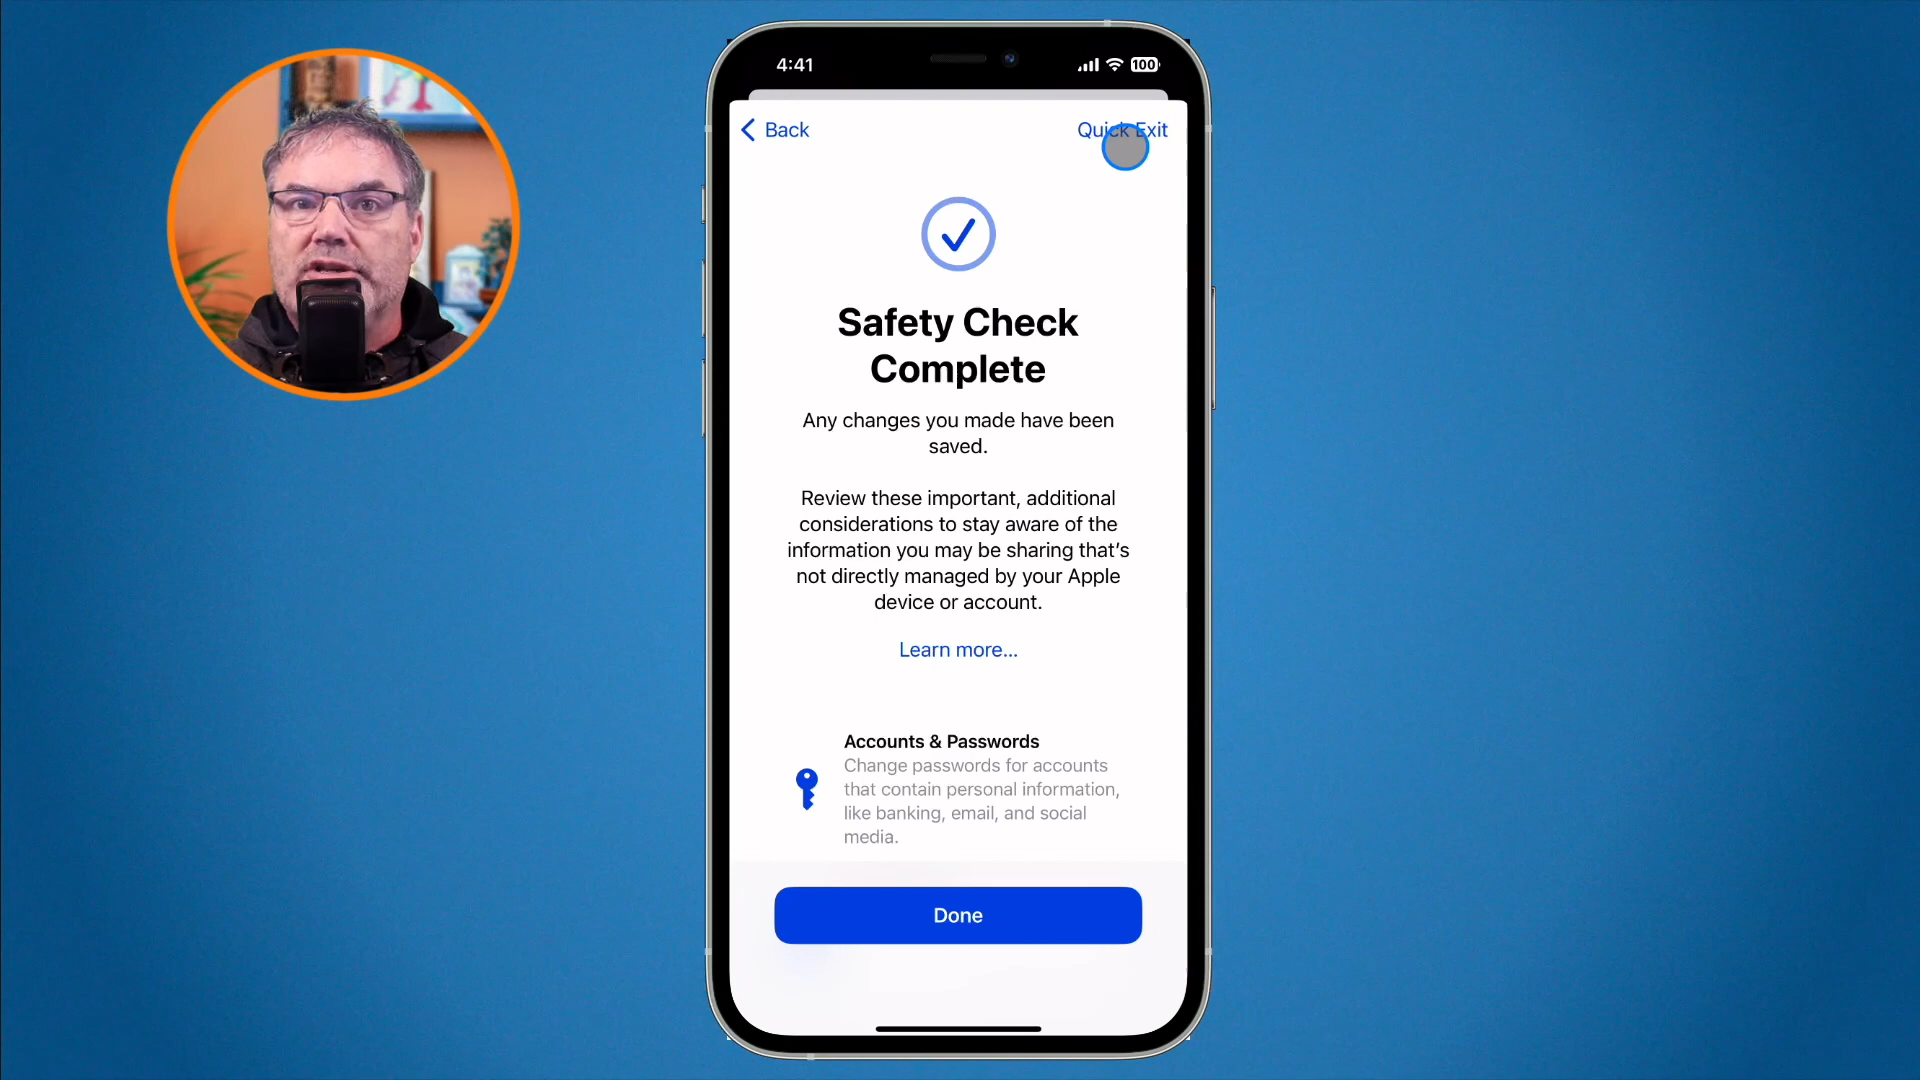 4:41
100
Back
Quick Exit
Safety Check
Complete
Any changes you made have been
saved.
Review these important, additional
considerations to stay aware of the
information you may be sharing that's
not directly managed by your Apple
device or account.
Learn more...
Accounts & Passwords
Change passwords for accounts
that contain personal information,
like banking, email, and social
media.
Done